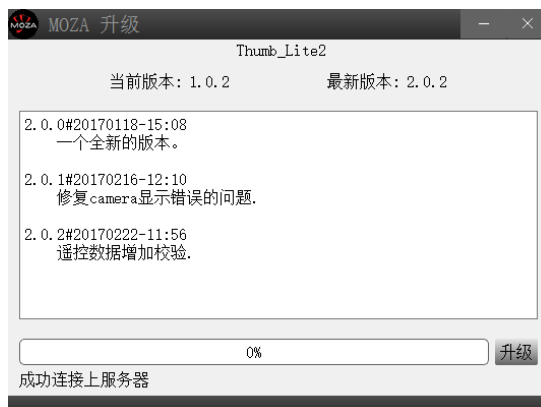 MOZA MOZA 升级
Thumb_Lite2
当前版本: 1.0.2 最新版本: 2.0.2
2.0.0#20170118-15:08
一个全新的版本。
2.0.1#20170216-12:10
修复camera显示错误的问题.
2.0.2#20170222-11:56
遥控数据增加校验.
0% 升级
成功连接上服务器